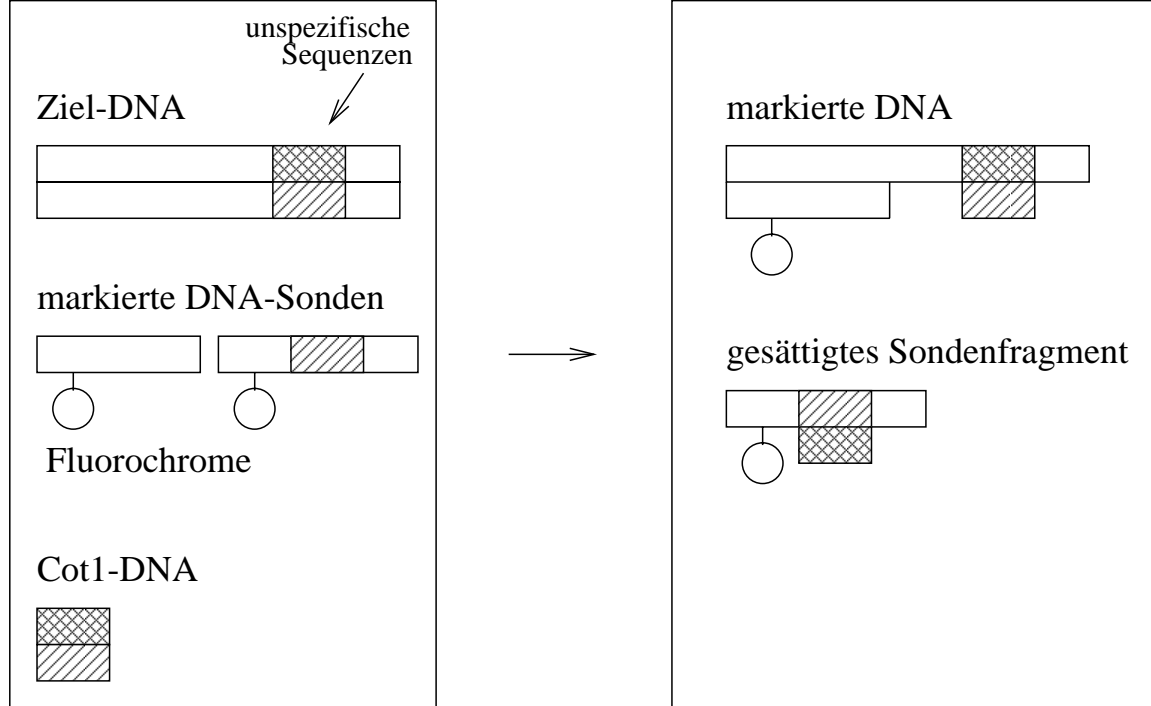 unspezifische
Sequenzen
Ziel-DNA
markierte DNA-Sonden
Fluorochrome
Cot1-DNA
markierte DNA
gesättigtes Sondenfragment